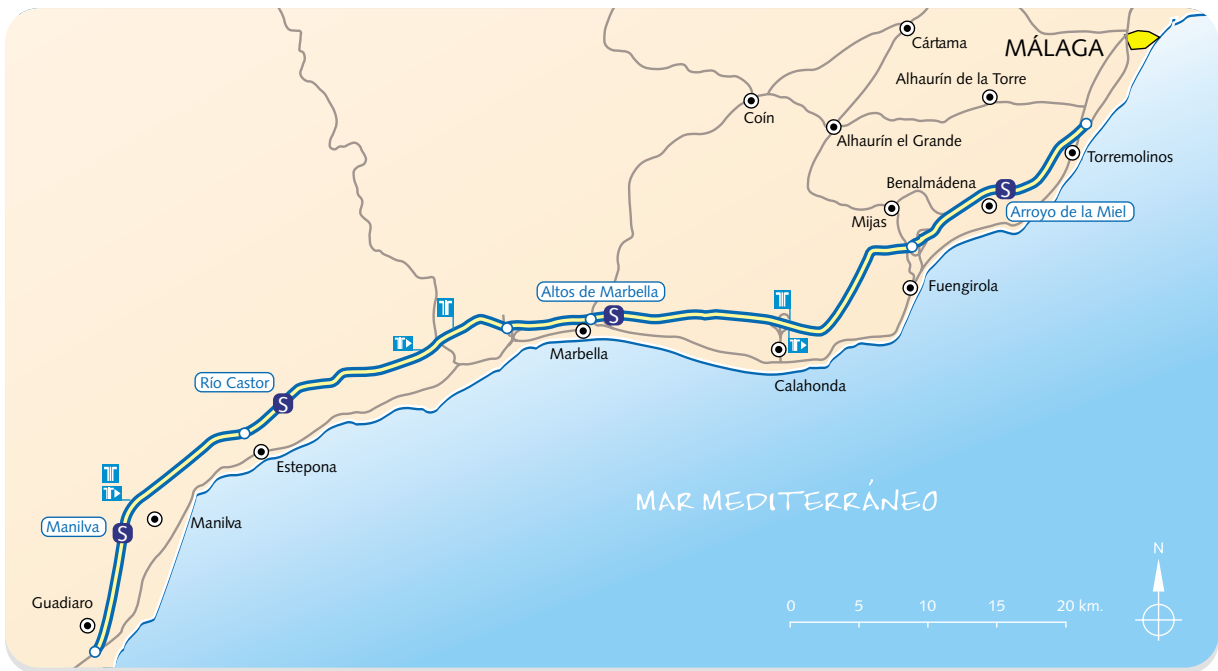 Cártama
MÁLAGA
Alhaurín de la Torre
Coín
Alhaurín el Grande
Torremolinos
Benalmádena
S
Arroyo de la Miel
Mijas
Fuengirola
Altos de Marbella
S
Marbella
Calahonda
Río Castor
S
Estepona
MAR MEDITERRÁNEO
Manilva
S
Manilva
N
Guadiaro
0 5 10 15 20 km.